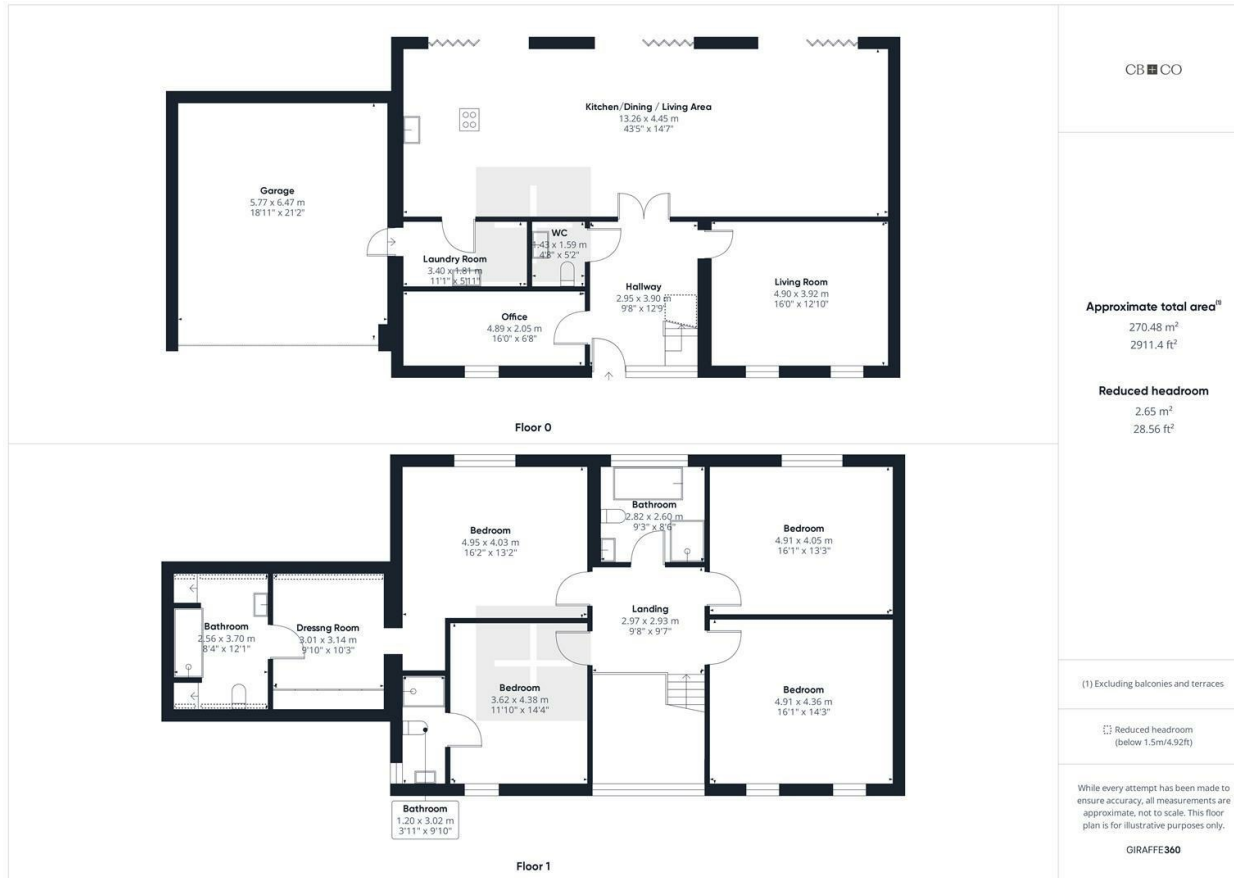 Kitchen/Dining / Living Area
13.26 x 4.45 m
43'5" x 14'7"
Garage
5.77 x 6.47 m
18'11" x 21'2"
WC
1.43 x 1.59 m
4'8" x 5'2"
Laundry Room
3.40 x 1.81 m
11'1" x 5'11"
Hallway
2.95 x 3.90 m
9'8" x 12'9"
Living Room
4.90 x 3.92 m
16'0" x 12'10"
Office
4.89 x 2.05 m
16'0" x 6'8"
Floor 0
Bathroom
2.82 x 2.60 m
9'3" x 8'6"
Bedroom
4.95 x 4.03 m
16'2" x 13'2"
Bedroom
4.91 x 4.05 m
16'1" x 13'3"
Landing
2.97 x 2.93 m
9'8" x 9'7"
Bathroom
2.56 x 3.70 m
8'4" x 12'1"
Dressng Room
3.01 x 3.14 m
9'10" x 10'3"
Bedroom
3.62 x 4.38 m
11'10" x 14'4"
Bedroom
4.91 x 4.36 m
16'1" x 14'3"
Bathroom
1.20 x 3.02 m
3'11" x 9'10"
Floor 1
CB CO
Approximate total area(1)
270.48 m²
2911.4 ft²
Reduced headroom
2.65 m²
28.56 ft²
(1) Excluding balconies and terraces
Reduced headroom
(below 1.5m/4.92ft)
While every attempt has been made to
ensure accuracy, all measurements are
approximate, not to scale. This floor
plan is for illustrative purposes only.
GIRAFFE360